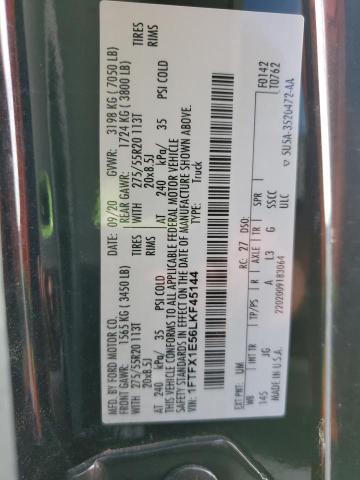 MFD. BY FORD MOTOR CO.
DATE: 09/20 GVWR: 3198 KG (7050 LB)
FRONT GAWR: 1565 KG (3450 LB) REAR GAWR: 1724 KG (3800 LB)
WITH 275/55R20 113T TIRES WITH 275/55R20 113T TIRES
20x8.5J RIMS 20x8.5J RIMS
AT 240 kPa/ 35 PSI COLD AT 240 kPa/ 35 PSI COLD
THIS VEHICLE CONFORMS TO ALL APPLICABLE FEDERAL MOTOR VEHICLE
SAFETY STANDARDS IN EFFECT ON THE DATE OF MANUFACTURE SHOWN ABOVE.
VIN: 1FTFX1E56LKF45144
TYPE: Truck
F0142
T0762
EXT PNT: UM RC: 27 DSO:
WB INT TR TP/PS R AXLE TR SPR
145 JG A L3 G SSCC
ULC
MADE IN U.S.A. 2202009183064
5U5A-3520472-AA